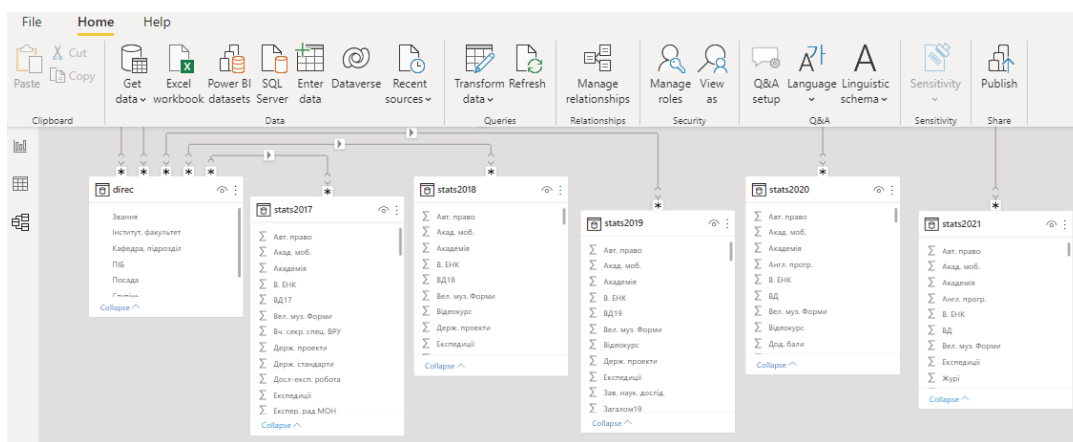 File Home Help
Cut
Copy
Paste
Get data
Excel workbook
Power BI datasets
SQL Server
Enter data
Dataverse
Recent sources
Transform data
Refresh
Manage relationships
Manage roles
View as
Q&A setup
Language
Linguistic schema
Sensitivity
Publish
Clipboard
Data
Queries
Relationships
Security
Q&A
Sensitivity
Share
direc
Звання
Інститут, факультет
Кафедра, підрозділ
ПІБ
Посада
Ступінь
Collapse
stats2017
Авт. право
Акад. моб.
Академія
В. ЕНК
ВД17
Вел. муз. Форми
Вч. секр. спец. ВРУ
Держ. проекти
Держ. стандарти
Досл-експ. робота
Експедиції
Експер. рад МОН
Collapse
stats2018
Авт. право
Акад. моб.
Академія
В. ЕНК
ВД18
Вел. муз. Форми
Відеокурс
Держ. проекти
Експедиції
Collapse
stats2019
Авт. право
Акад. моб.
Академія
В. ЕНК
ВД19
Вел. муз. Форми
Відеокурс
Держ. проекти
Експедиції
Зав. наук. дослід.
Загалом19
Collapse
stats2020
Авт. право
Акад. моб.
Академія
Англ. прогр.
В. ЕНК
ВД
Вел. муз. Форми
Відеокурс
Дод. бали
Collapse
stats2021
Авт. право
Акад. моб.
Академія
Англ. прогр.
В. ЕНК
ВД
Вел. муз. Форми
Експедиції
Журі
Collapse